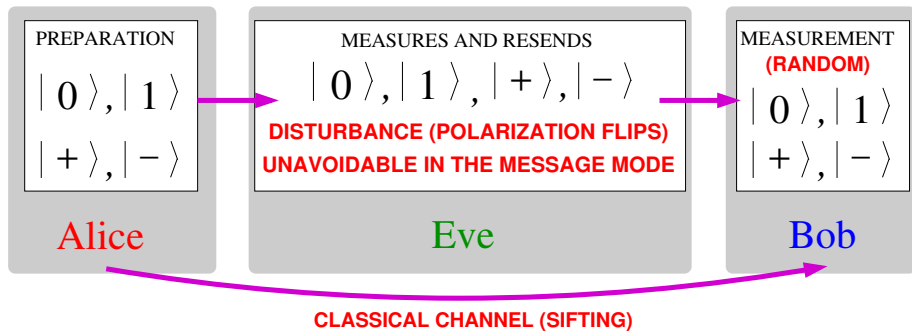 PREPARATION
| 0 ⟩, | 1 ⟩
| + ⟩, | − ⟩
Alice
MEASURES AND RESENDS
| 0 ⟩, | 1 ⟩, | + ⟩, | − ⟩
DISTURBANCE (POLARIZATION FLIPS)
UNAVOIDABLE IN THE MESSAGE MODE
Eve
MEASUREMENT
(RANDOM)
| 0 ⟩, | 1 ⟩
| + ⟩, | − ⟩
Bob
CLASSICAL CHANNEL (SIFTING)